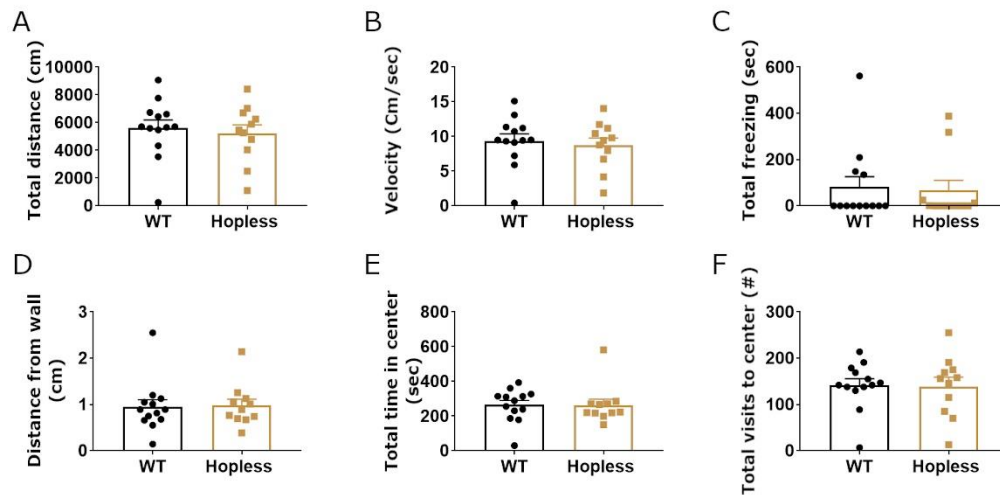 A
Total distance (cm)
10000
8000
6000
4000
2000
0
WT
Hopless
B
Velocity (Cm/sec)
20
15
10
5
0
WT
Hopless
C
Total freezing (sec)
600
400
200
0
WT
Hopless
D
Distance from wall
(cm)
3
2
1
0
WT
Hopless
E
Total time in center
(sec)
800
600
400
200
0
WT
Hopless
F
Total visits to center (#)
300
200
100
0
WT
Hopless